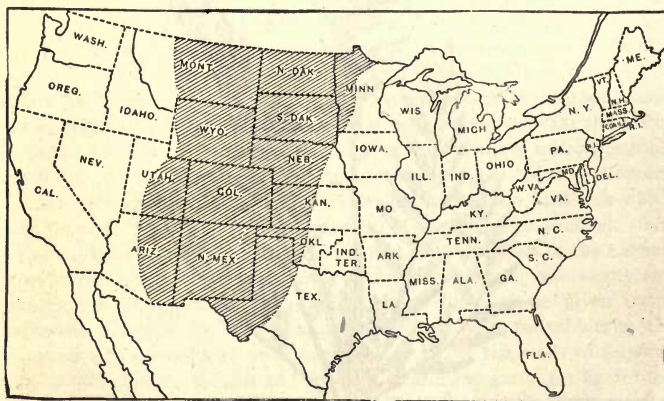 WASH.
MONT.
N. DAK.
MINN
ME.
OREG.
IDAHO.
WYO.
S. DAK.
WIS.
MICH
N. Y.
VT.
N.H.
MASS
CONN.
R.I.
NEV.
UTAH.
COL.
NEB.
IOWA.
ILL.
IND.
OHIO
PA.
N.J.
MD.
DEL.
CAL.
KAN.
MO
KY.
W. VA.
VA.
ARIZ.
N. MEX.
OKL.
IND.
TER.
ARK.
TENN.
N. C.
S. C.
TEX.
LA.
MISS.
ALA.
GA.
FLA.